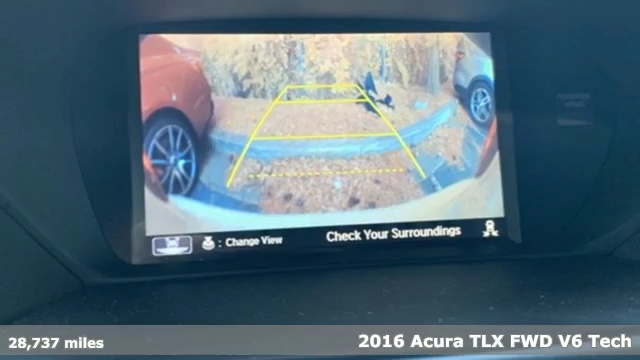 : Change View
Check Your Surroundings
28,737 miles
2016 Acura TLX FWD V6 Tech